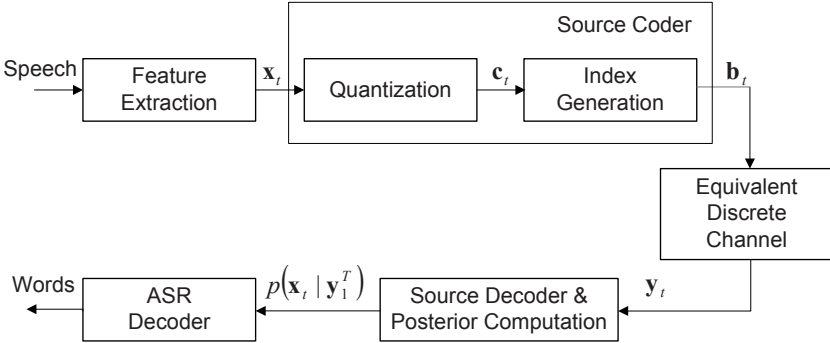 Source Coder
Speech
Feature
Extraction
𝐱_t
Quantization
𝐜_t
Index
Generation
𝐛_t
Equivalent
Discrete
Channel
Words
ASR
Decoder
p(𝐱_t | 𝐲_1^T)
Source Decoder &
Posterior Computation
𝐲_t